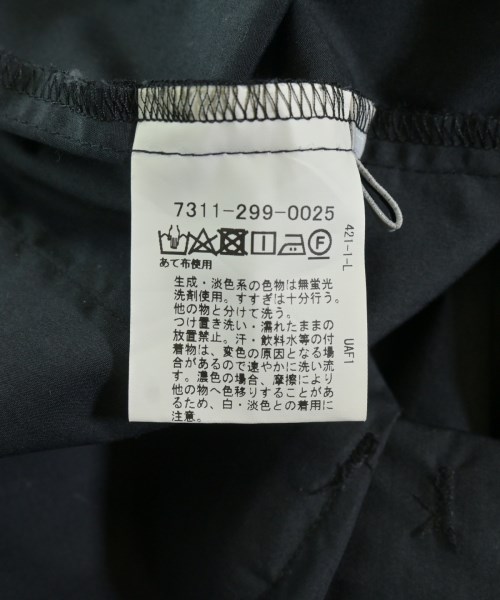 7311-299-0025
F
あて布使用
生成・淡色系の色物は無蛍光
洗剤使用。すすぎは十分行う。
他の物と分けて洗う。
つけ置き洗い・濡れたままの
放置禁止。汗・飲料水等の付
着物は、変色の原因となる場
合があるので速やかに洗い流
す。濃色の場合、摩擦により
他の物へ色移りすることがあ
るため、白・淡色との着用に
注意。
421-1-L
UAF1